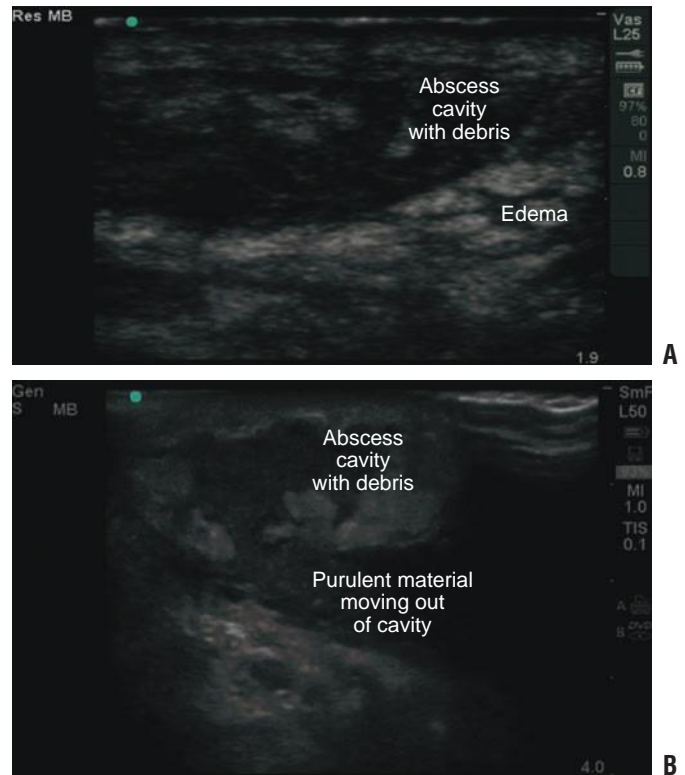 Res MB
Vas
L25
Abscess
cavity
with debris
CF
97%
80
0
MI
0.8
Edema
1.9
A
Gen
S MB
SmP
L50
Abscess
cavity
with debris
MI
1.0
TIS
0.1
Purulent material
moving out
of cavity
A
B
4.0
B